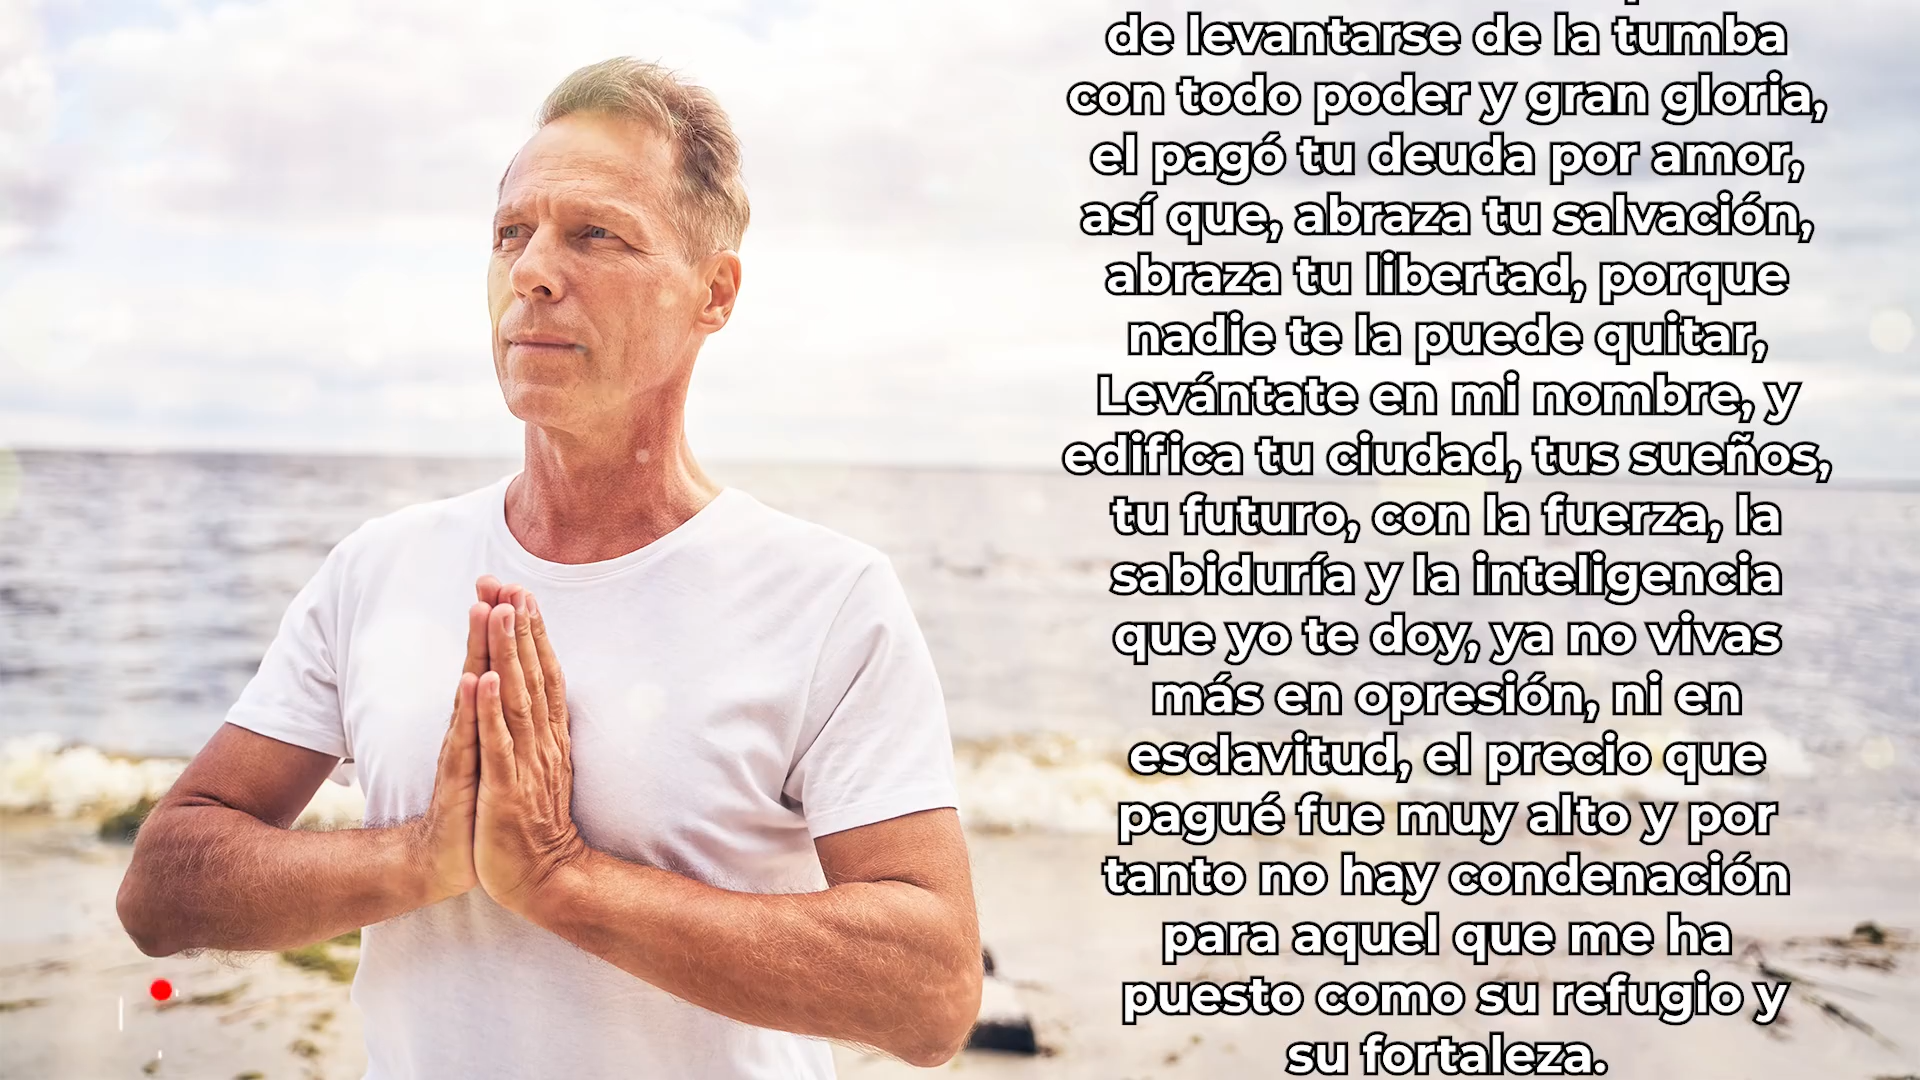 de levantarse de la tumba
con todo poder y gran gloria,
el pagó tu deuda por amor,
así que, abraza tu salvación,
abraza tu libertad, porque
nadie te la puede quitar,
Levántate en mi nombre, y
edifica tu ciudad, tus sueños,
tu futuro, con la fuerza, la
sabiduría y la inteligencia
que yo te doy, ya no vivas
más en opresión, ni en
esclavitud, el precio que
pagué fue muy alto y por
tanto no hay condenación
para aquel que me ha
puesto como su refugio y
su fortaleza.